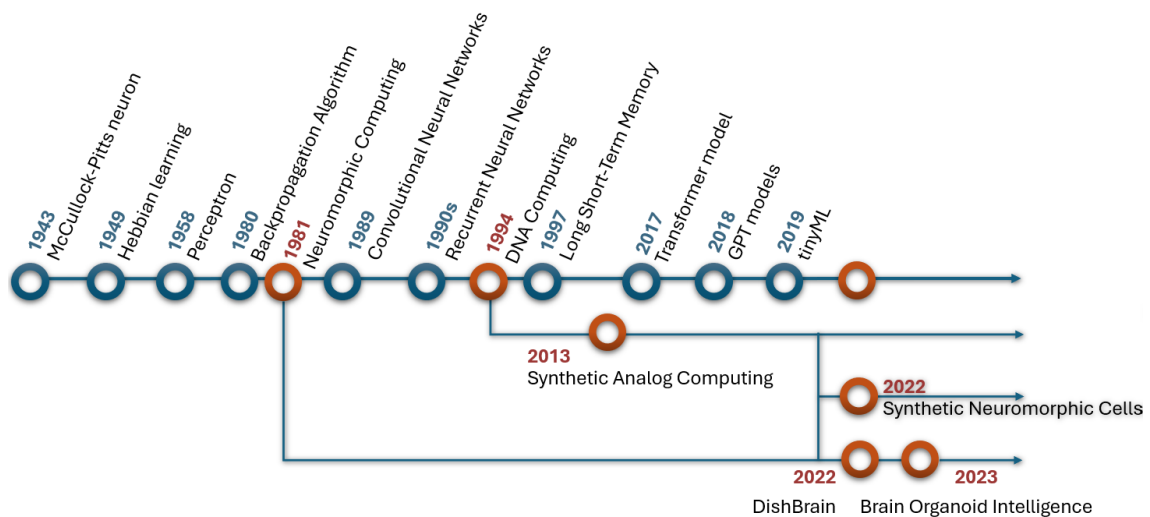 1943
McCullock-Pitts neuron
1949
Hebbian learning
1958
Perceptron
1980
Backpropagation Algorithm
1981
Neuromorphic Computing
1989
Convolutional Neural Networks
1990s
Recurrent Neural Networks
1994
DNA Computing
1997
Long Short-Term Memory
2017
Transformer model
2018
GPT models
2019
tinyML
2013
Synthetic Analog Computing
2022
Synthetic Neuromorphic Cells
2022
DishBrain
2023
Brain Organoid Intelligence